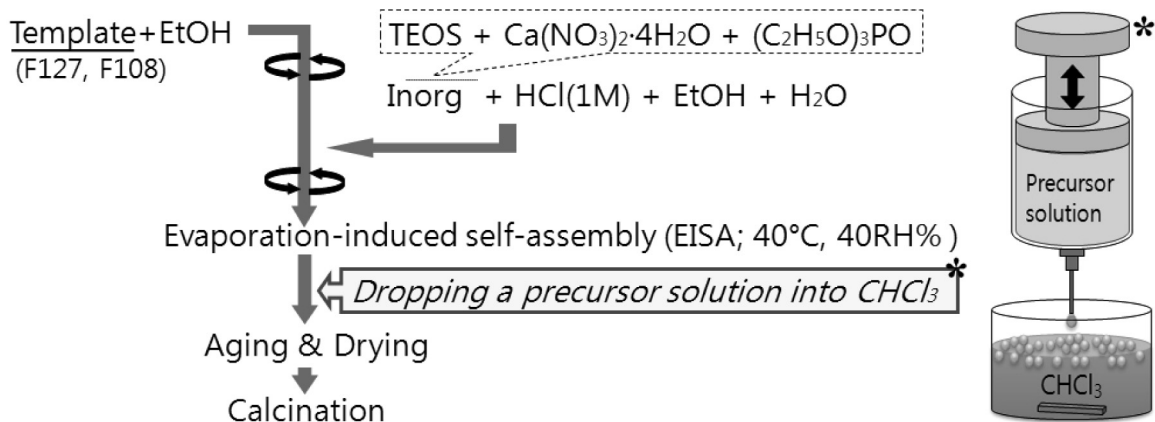 Template+EtOH
(F127, F108)
TEOS + Ca(NO₃)₂·4H₂O + (C₂H₅O)₃PO
Inorg + HCl(1M) + EtOH + H₂O
Evaporation-induced self-assembly (EISA; 40°C, 40RH% )
Dropping a precursor solution into CHCl₃ *
Aging & Drying
Calcination
*
Precursor
solution
CHCl₃